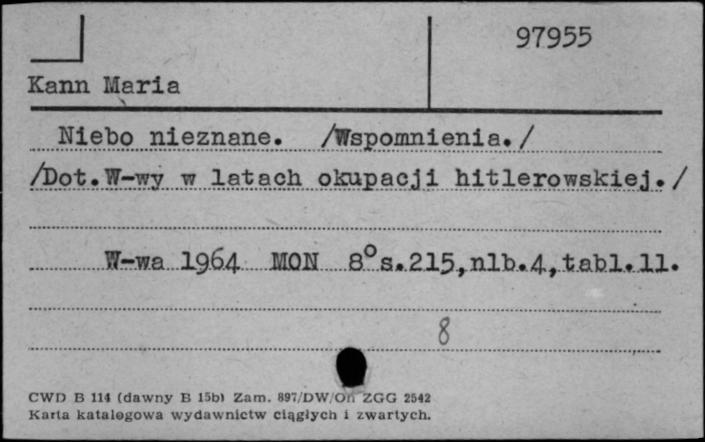 97955
Kann Maria
Niebo nieznane. /Wspomnienia./
/Dot.W-wy w latach okupacji hitlerowskiej./
W-wa 1964 MON 8° s.215,nlb.4,tabl.11.
8
CWD B 114 (dawny B 15b) Zam. 897/DW/On ZGG 2542
Karta katalogowa wydawnictw ciągłych i zwartych.